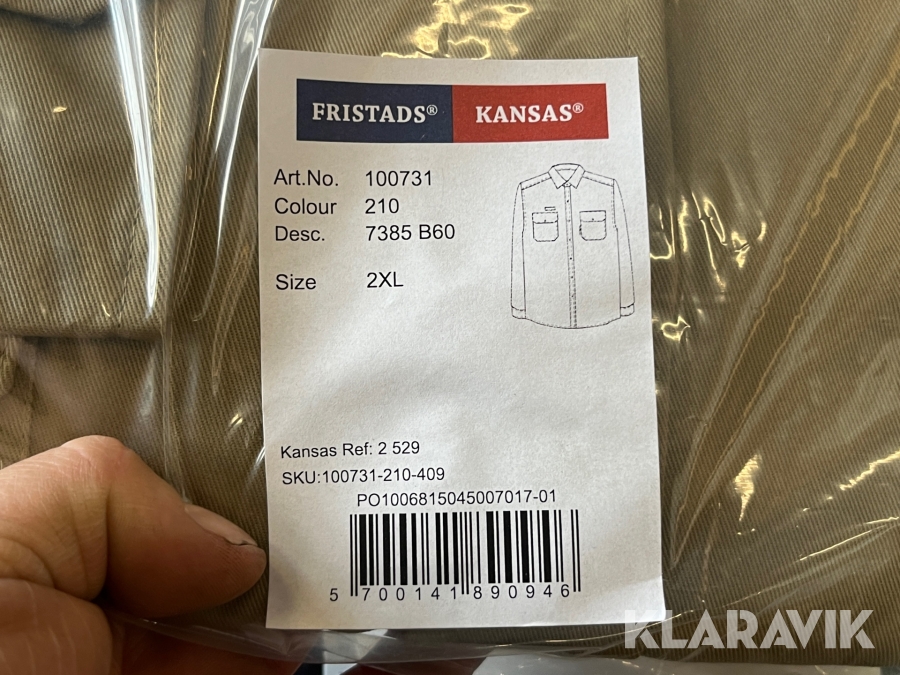 FRISTADS® KANSAS®
Art.No. 100731
Colour 210
Desc. 7385 B60
Size 2XL
Kansas Ref: 2 529
SKU:100731-210-409
PO1006815045007017-01
5 700141 890946
KLARAVIK